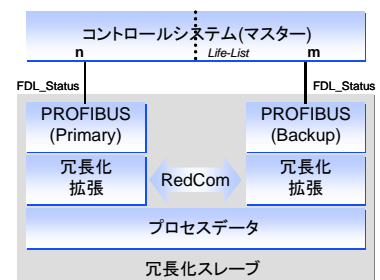 コントロールシステム(マスター)
n Life-List m
FDL_Status FDL_Status
PROFIBUS PROFIBUS
(Primary) (Backup)
冗長化 冗長化
拡張 RedCom 拡張
プロセスデータ
冗長化スレーブ